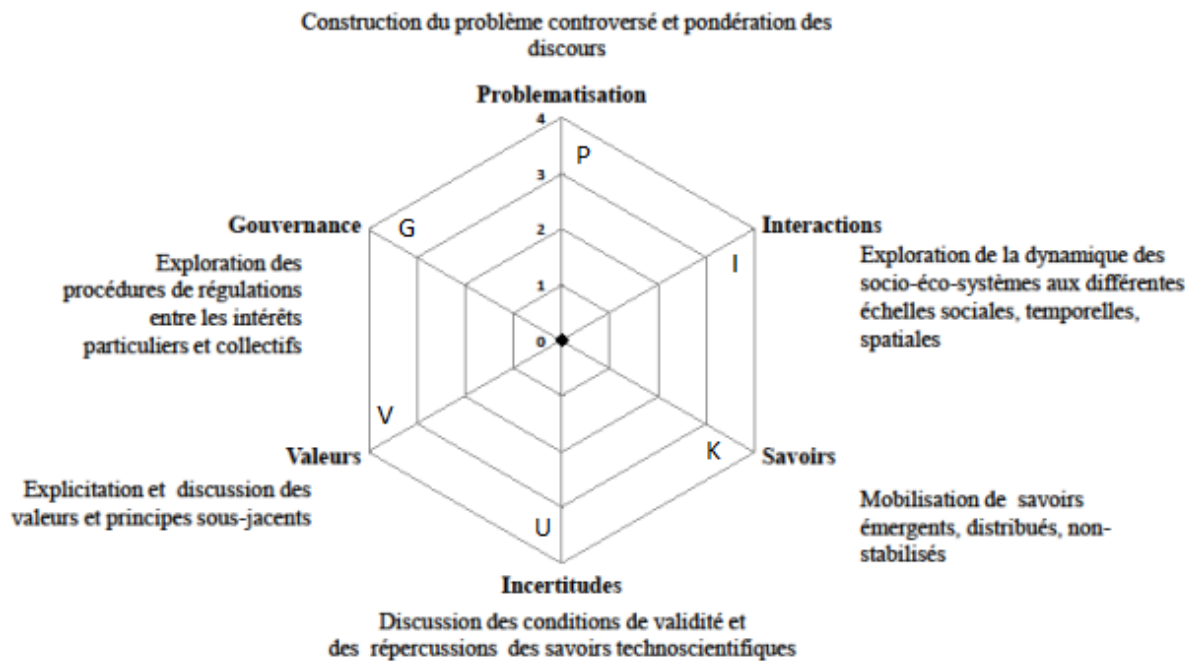 Construction du problème controversé et pondération des
discours
Problematisation
4
P
3
Gouvernance
G
2
Interactions
I
Exploration des
procédures de régulations
entre les intérêts
particuliers et collectifs
1
Exploration de la dynamique des
socio-éco-systèmes aux différentes
échelles sociales, temporelles,
spatiales
0
V
K
Valeurs
Savoirs
Explicitation et discussion des
valeurs et principes sous-jacents
Mobilisation de savoirs
émergents, distribués, non-
stabilisés
U
Incertitudes
Discussion des conditions de validité et
des répercussions des savoirs technoscientifiques